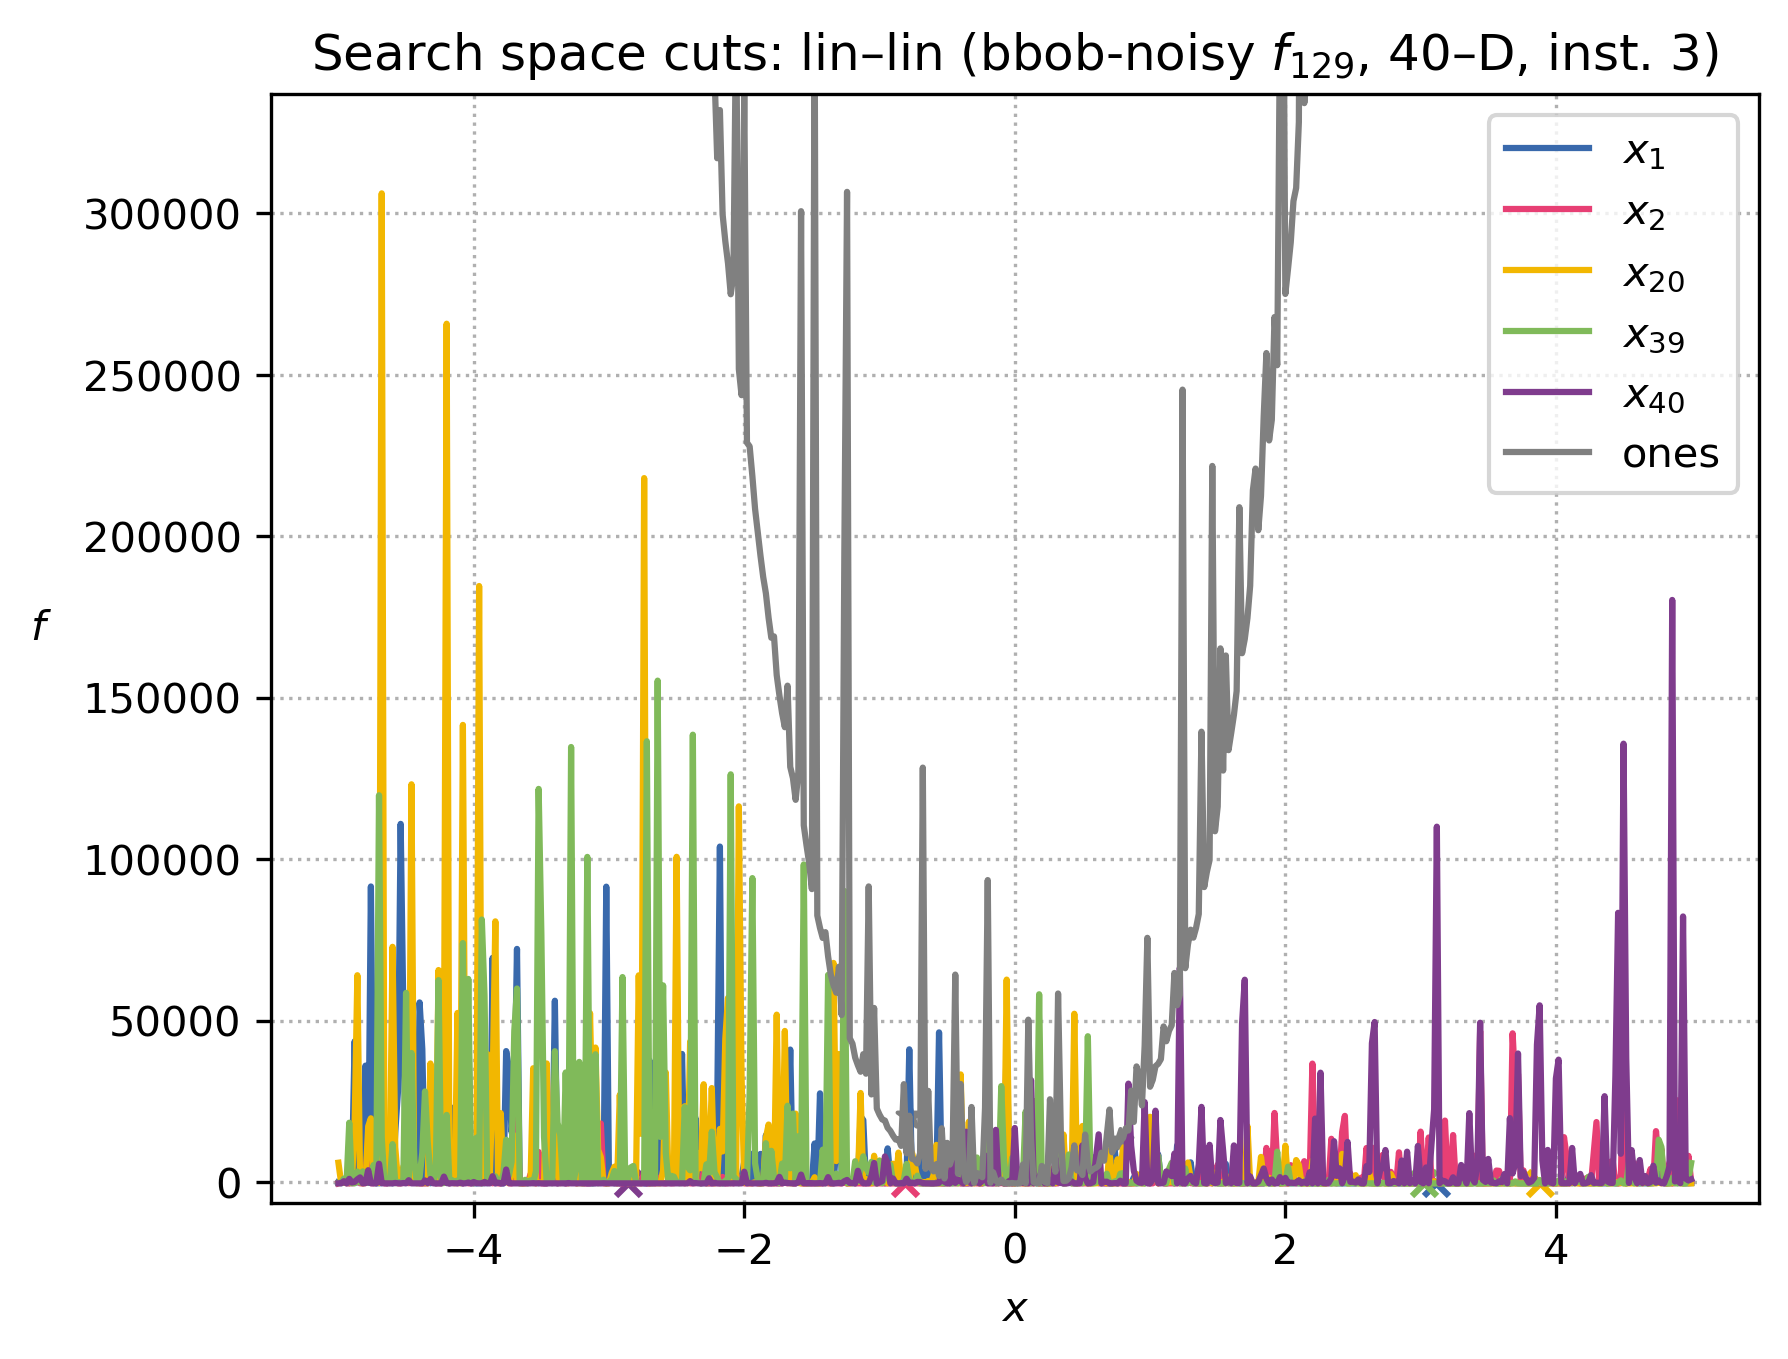 Search space cuts: lin–lin (bbob-noisy f129, 40–D, inst. 3)
x1
x2
x20
x39
x40
ones
f
300000
250000
200000
150000
100000
50000
0
−4 −2 0 2 4
x